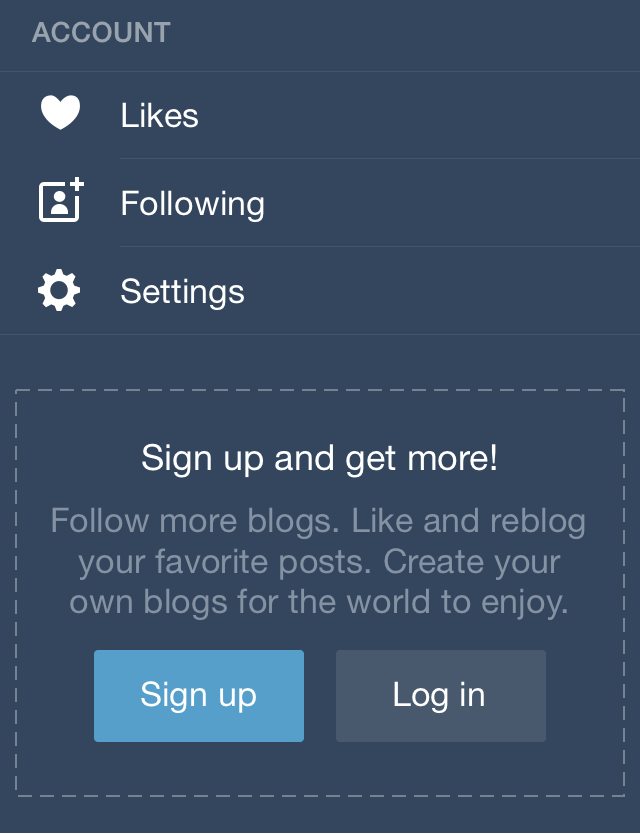 ACCOUNT
Likes
Following
Settings
Sign up and get more!
Follow more blogs. Like and reblog
your favorite posts. Create your
own blogs for the world to enjoy.
Sign up
Log in